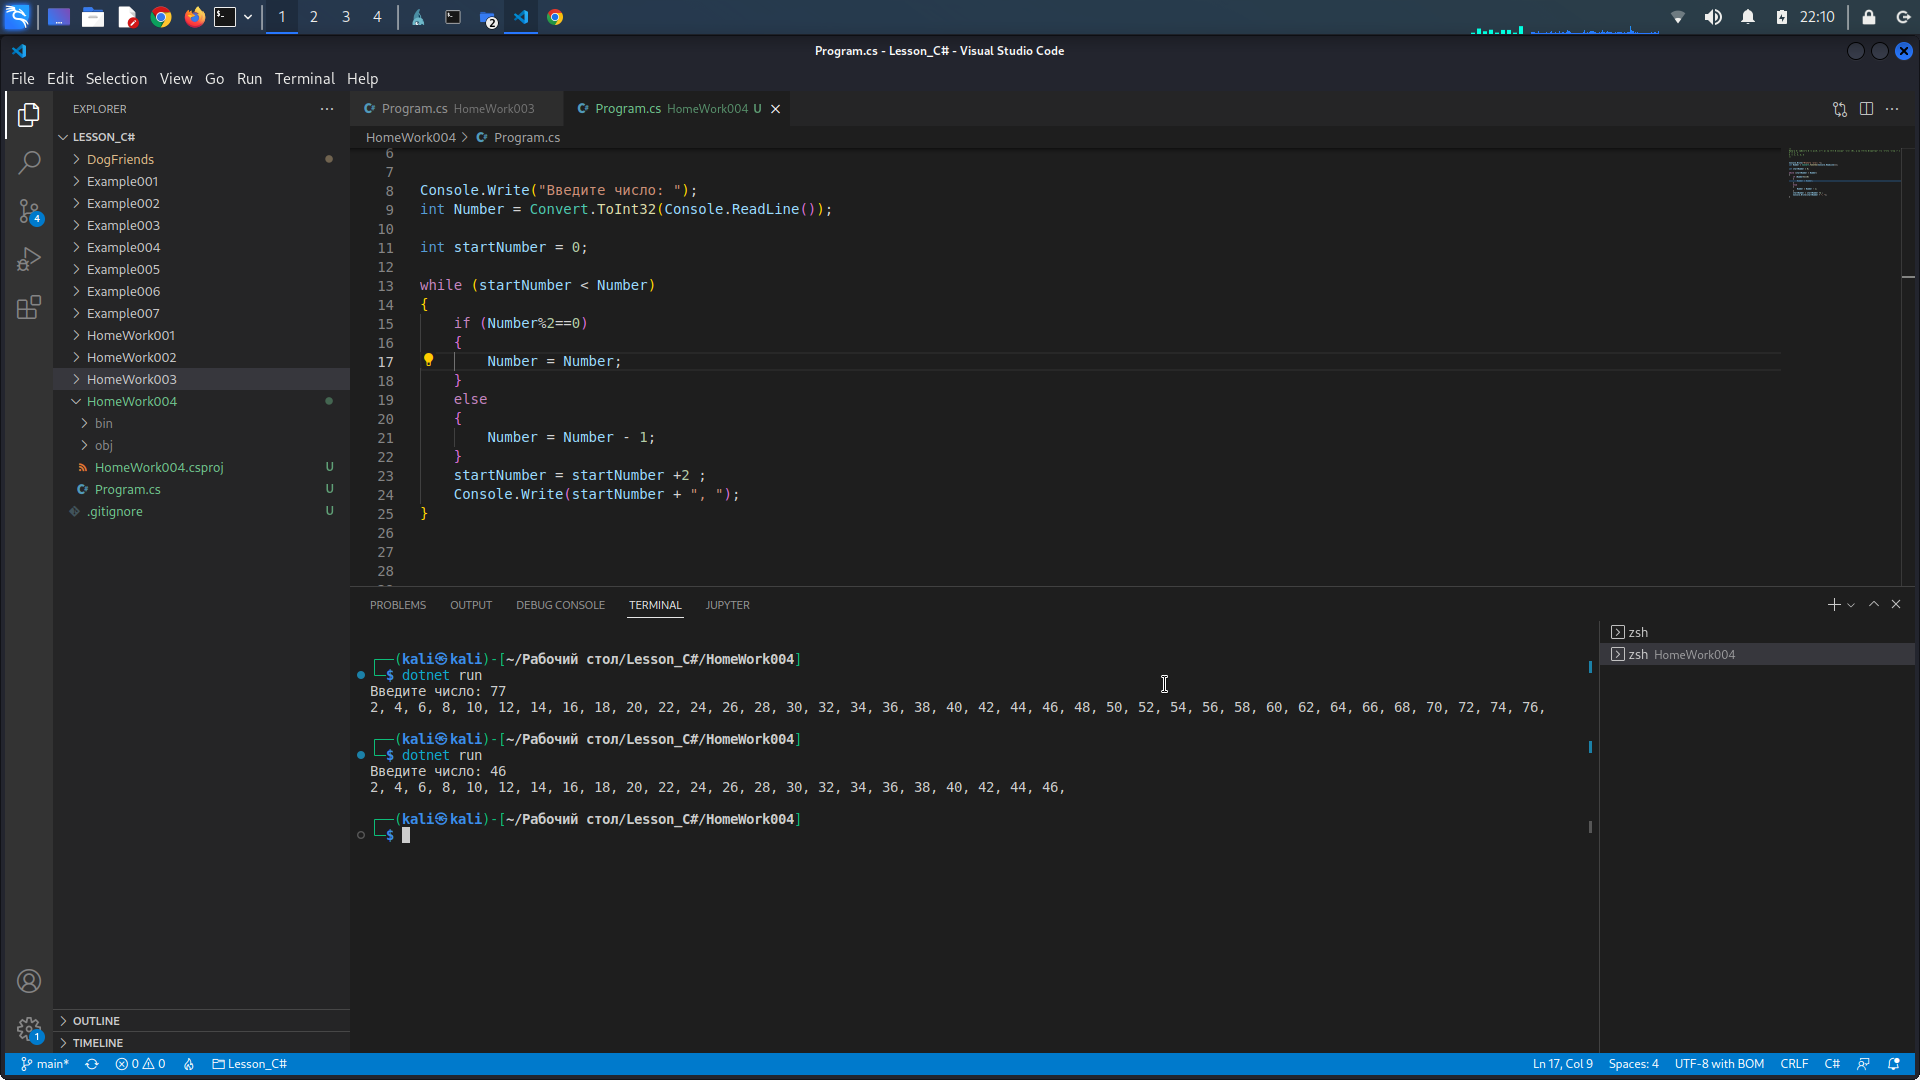 1 2 3 4 2 22:10
Program.cs - Lesson_C# - Visual Studio Code
File Edit Selection View Go Run Terminal Help
EXPLORER
LESSON_C#
DogFriends
Example001
Example002
Example003
Example004
Example005
Example006
Example007
HomeWork001
HomeWork002
HomeWork003
HomeWork004
bin
obj
HomeWork004.csproj U
Program.cs U
.gitignore U
4
1
OUTLINE
TIMELINE
Program.cs HomeWork003 Program.cs HomeWork004 U
HomeWork004 > Program.cs
6
7
8 Console.Write("Введите число: ");
9 int Number = Convert.ToInt32(Console.ReadLine());
10
11 int startNumber = 0;
12
13 while (startNumber < Number)
14 {
15 if (Number%2==0)
16 {
17 Number = Number;
18 }
19 else
20 {
21 Number = Number - 1;
22 }
23 startNumber = startNumber +2 ;
24 Console.Write(startNumber + ", ");
25 }
26
27
28
PROBLEMS OUTPUT DEBUG CONSOLE TERMINAL JUPYTER
┌──(kali㉿kali)-[~/Рабочий стол/Lesson_C#/HomeWork004]
└─$ dotnet run
Введите число: 77
2, 4, 6, 8, 10, 12, 14, 16, 18, 20, 22, 24, 26, 28, 30, 32, 34, 36, 38, 40, 42, 44, 46, 48, 50, 52, 54, 56, 58, 60, 62, 64, 66, 68, 70, 72, 74, 76,
┌──(kali㉿kali)-[~/Рабочий стол/Lesson_C#/HomeWork004]
└─$ dotnet run
Введите число: 46
2, 4, 6, 8, 10, 12, 14, 16, 18, 20, 22, 24, 26, 28, 30, 32, 34, 36, 38, 40, 42, 44, 46,
┌──(kali㉿kali)-[~/Рабочий стол/Lesson_C#/HomeWork004]
└─$
zsh
zsh HomeWork004
main* 0 0 Lesson_C# Ln 17, Col 9 Spaces: 4 UTF-8 with BOM CRLF C#